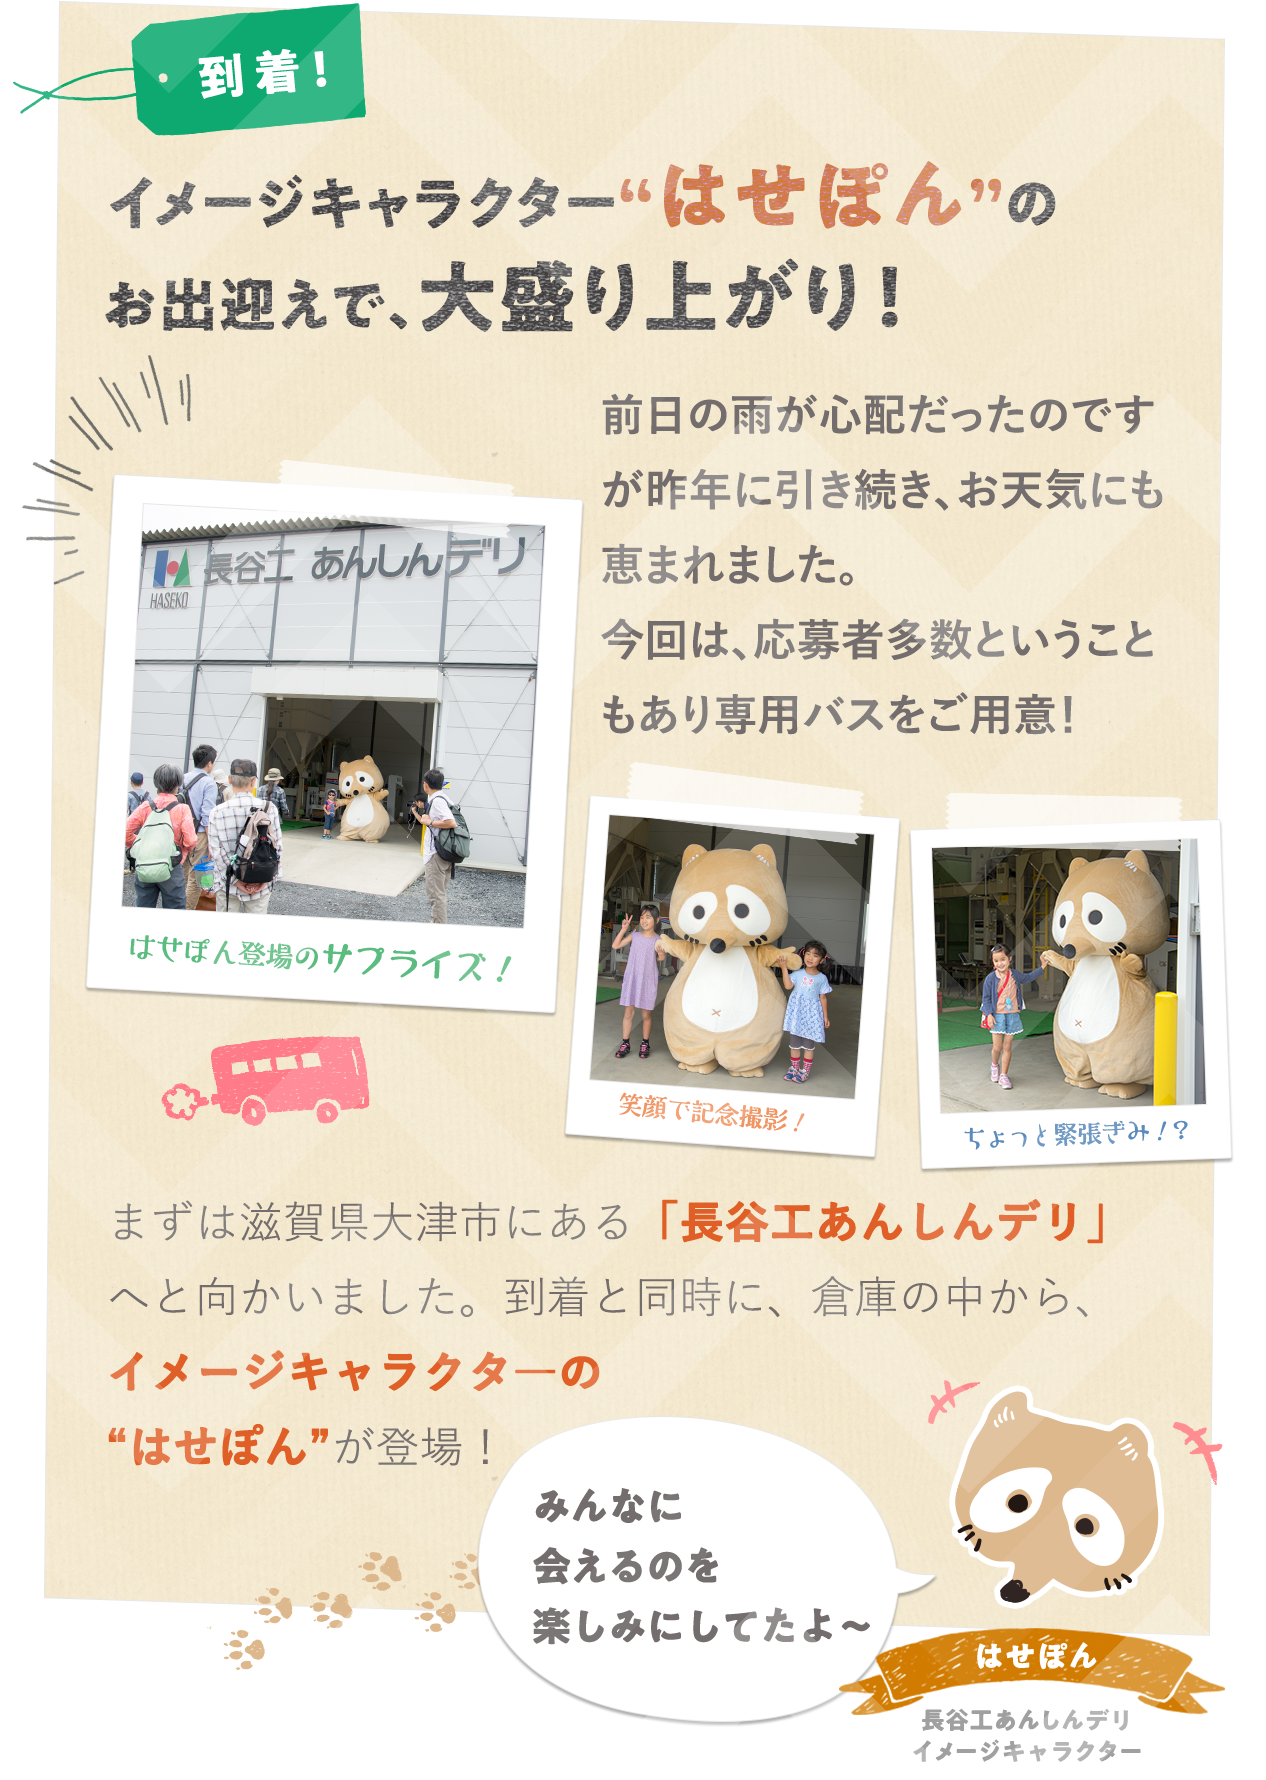 到着！
イメージキャラクター“はせぽん”の
お出迎えで、大盛り上がり！
前日の雨が心配だったのです
が昨年に引き続き、お天気にも
恵まれました。
今回は、応募者多数ということ
もあり専用バスをご用意！
HASEKO
長谷工 あんしんデリ
はせぽん登場のサプライズ！
笑顔で記念撮影！
ちょっと緊張ぎみ！？
まずは滋賀県大津市にある「長谷工あんしんデリ」
へと向かいました。到着と同時に、倉庫の中から、
イメージキャラクターの
“はせぽん”が登場！
みんなに
会えるのを
楽しみにしてたよ～
はせぽん
長谷工あんしんデリ
イメージキャラクター